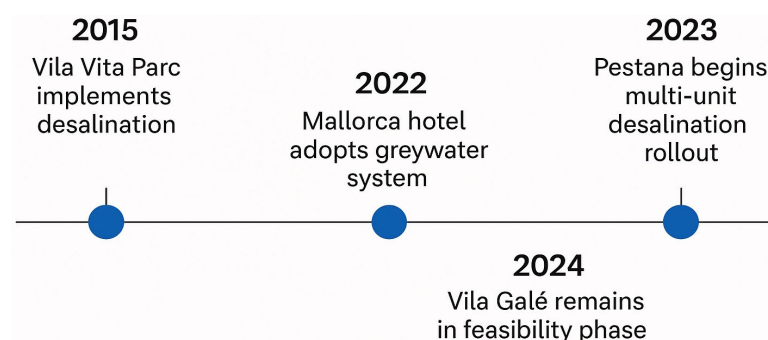 2015
Vila Vita Parc
implements
desalination
2022
Mallorca hotel
adopts greywater
system
2023
Pestana begins
multi-unit
desalination
rollout
2024
Vila Galé remains
in feasibility phase